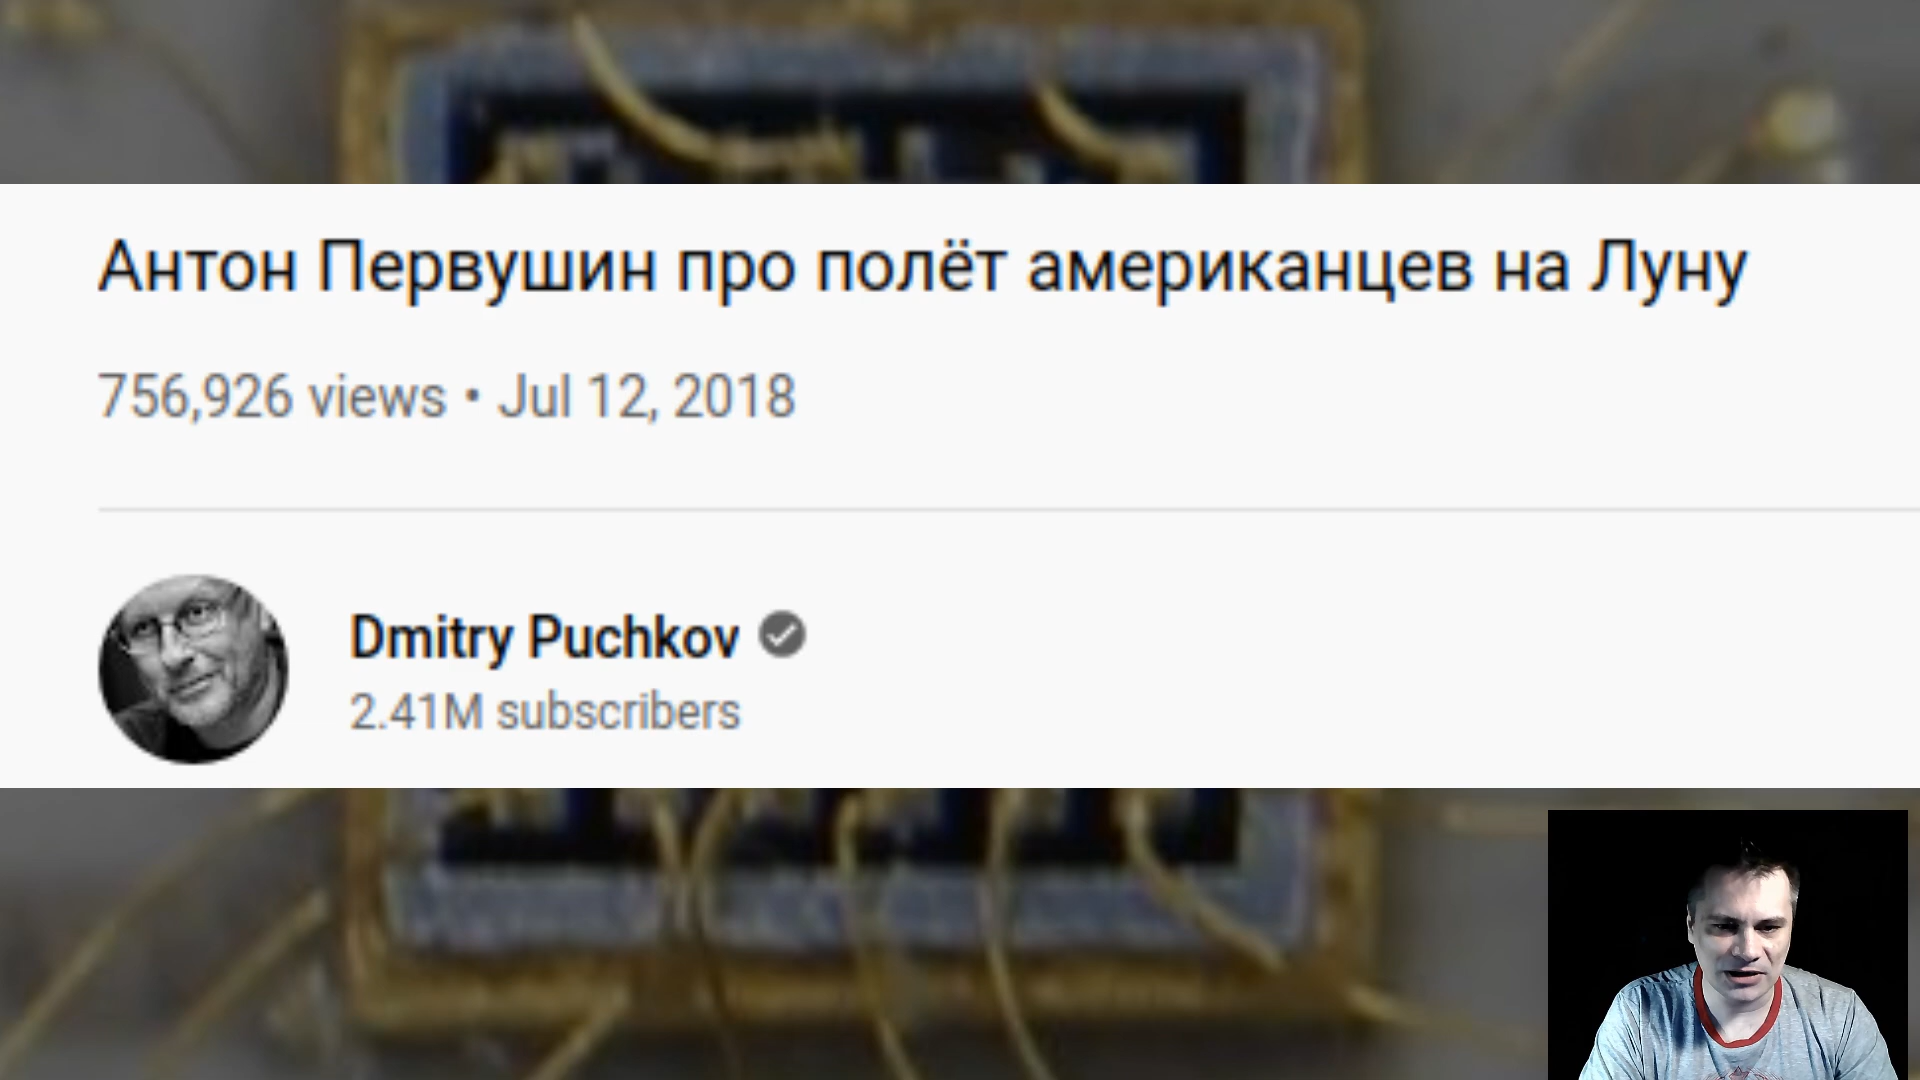 Антон Первушин про полёт американцев на Луну
756,926 views • Jul 12, 2018
Dmitry Puchkov
2.41M subscribers